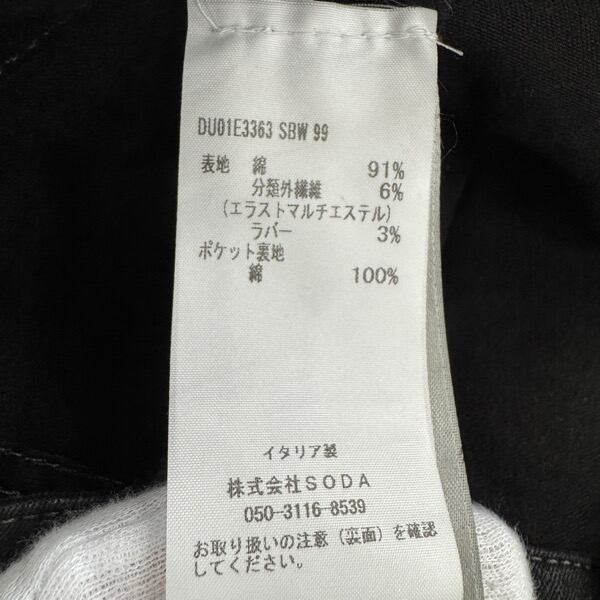 DU01E3363 SBW 99
表地 綿 91%
分類外繊維 6%
(エラストマルチエステル)
ラバー 3%
ポケット裏地
綿 100%
イタリア製
株式会社SODA
050-3116-8539
お取り扱いの注意(裏面)を確認
してください。